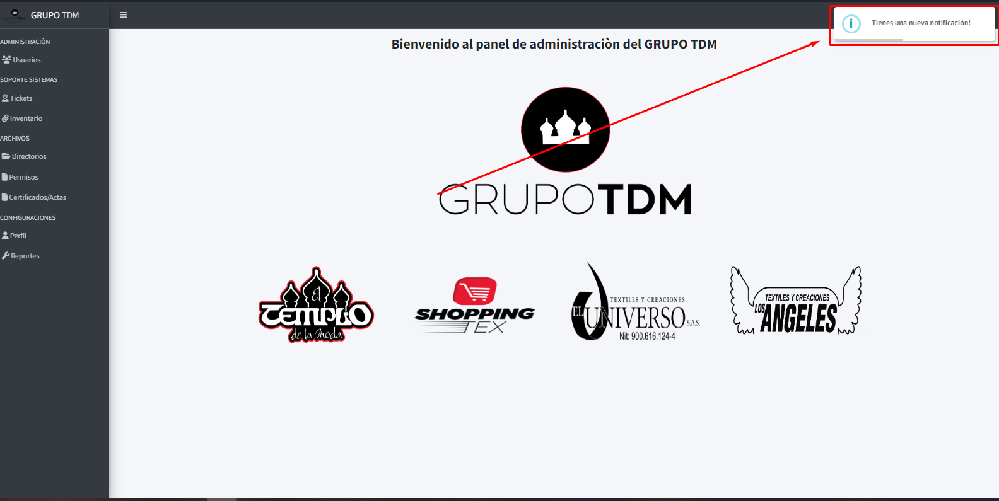 GRUPO TDM
Tienes una nueva notificación!
Bienvenido al panel de administraciòn del GRUPO TDM
ADMINISTRACIÒN
Usuarios
SOPORTE SISTEMAS
Tickets
Inventario
ARCHIVOS
Directorios
Permisos
Certificados/Actas
CONFIGURACIONES
Perfil
Reportes
GRUPOTDM
El
TEMPLO
de la Moda
SHOPPING
TEX
TEXTILES Y CREACIONES
EL UNIVERSO S.A.S.
Nit: 900.616.124-4
TEXTILES Y CREACIONES
LOS ANGELES